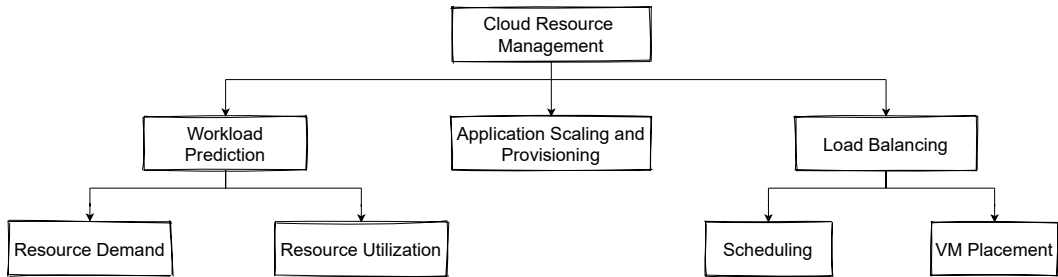 Cloud Resource
Management
Workload
Prediction
Application Scaling and
Provisioning
Load Balancing
Resource Demand
Resource Utilization
Scheduling
VM Placement